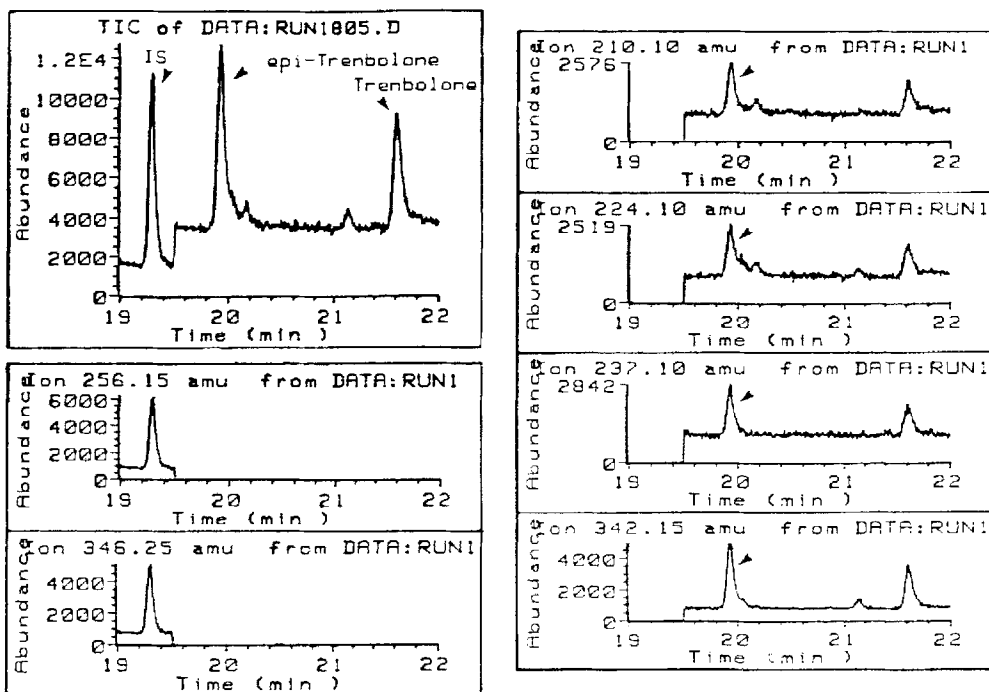 TIC of DATA:RUN1805.D
IS
epi-Trenbolone
Trenbolone
Abundance
1.2E4
10000
8000
6000
4000
2000
0
19 20 21 22
Time (min )
Ion 256.15 amu from DATA:RUN1
Abundance
6000
4000
2000
0
19 20 21 22
Time (min )
Ion 346.25 amu from DATA:RUN1
Abundance
4000
2000
0
19 20 21 22
Time (min )
Ion 210.10 amu from DATA:RUN1
Abundance
2576
0
19 20 21 22
Time (min )
Ion 224.10 amu from DATA:RUN1
Abundance
2519
0
19 20 21 22
Time (min )
Ion 237.10 amu from DATA:RUN1
Abundance
2842
0
19 20 21 22
Time (min )
Ion 342.15 amu from DATA:RUN1
Abundance
4000
2000
0
19 20 21 22
Time (min )